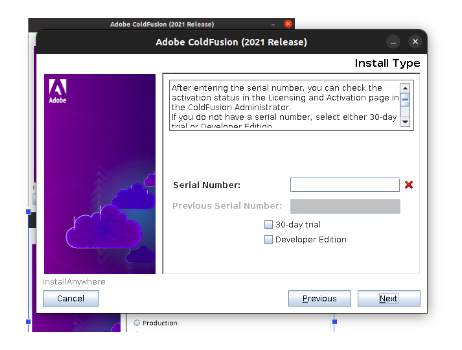 Adobe ColdFusion (2021 Release)
Adobe ColdFusion (2021 Release)
Install Type
Adobe
After entering the serial number, you can check the
activation status in the Licensing and Activation page in
the ColdFusion Administrator.
If you do not have a serial number, select either 30-day
trial or Developer Edition
Serial Number:
Previous Serial Number:
30-day trial
Developer Edition
InstallAnywhere
Cancel
Previous
Next
Production